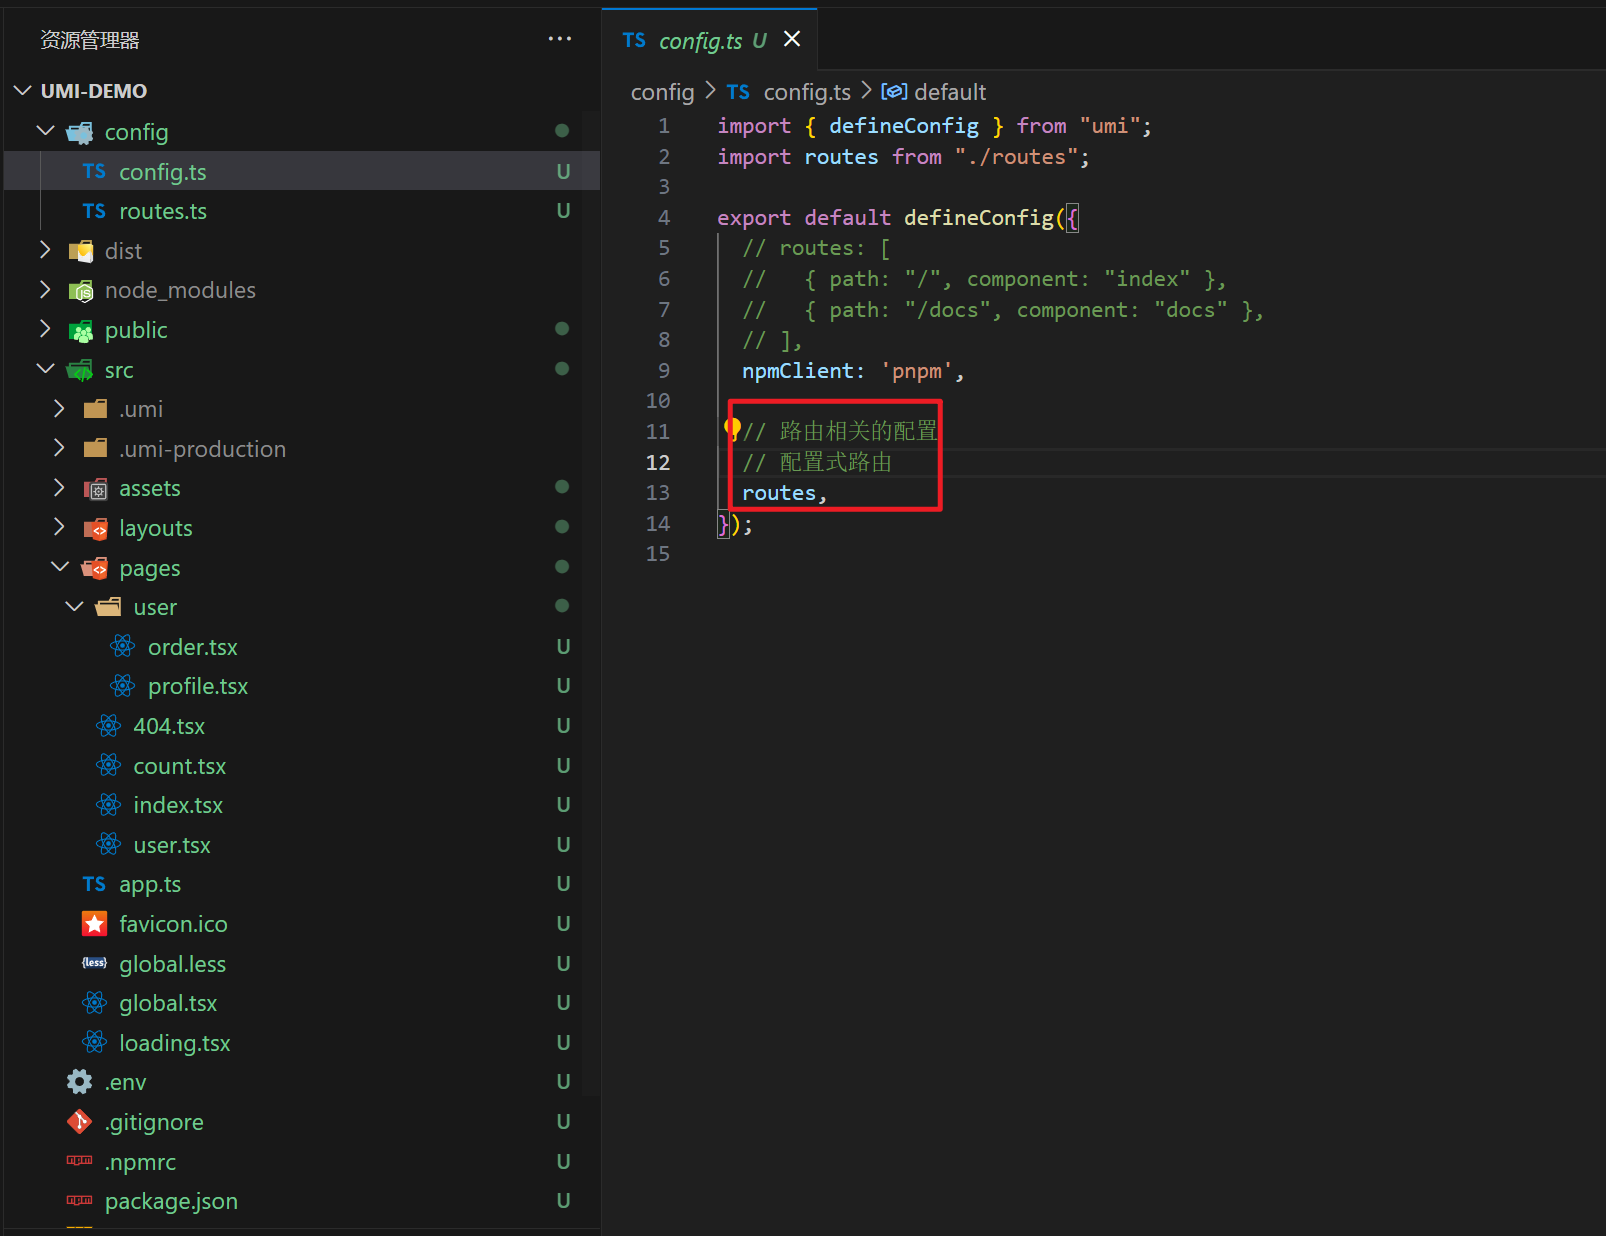 资源管理器 ···
UMI-DEMO
config
TS config.ts U
TS routes.ts U
dist
node_modules
public
src
.umi
.umi-production
assets
layouts
pages
user
order.tsx U
profile.tsx U
404.tsx U
count.tsx U
index.tsx U
user.tsx U
TS app.ts U
favicon.ico U
{less} global.less U
global.tsx U
loading.tsx U
.env U
.gitignore U
.npmrc U
package.json U
TS config.ts U
config > TS config.ts > default
1 import { defineConfig } from "umi";
2 import routes from "./routes";
3
4 export default defineConfig({
5 // routes: [
6 //   { path: "/", component: "index" },
7 //   { path: "/docs", component: "docs" },
8 // ],
9 npmClient: 'pnpm',
10
11 // 路由相关的配置
12 // 配置式路由
13 routes,
14 });
15